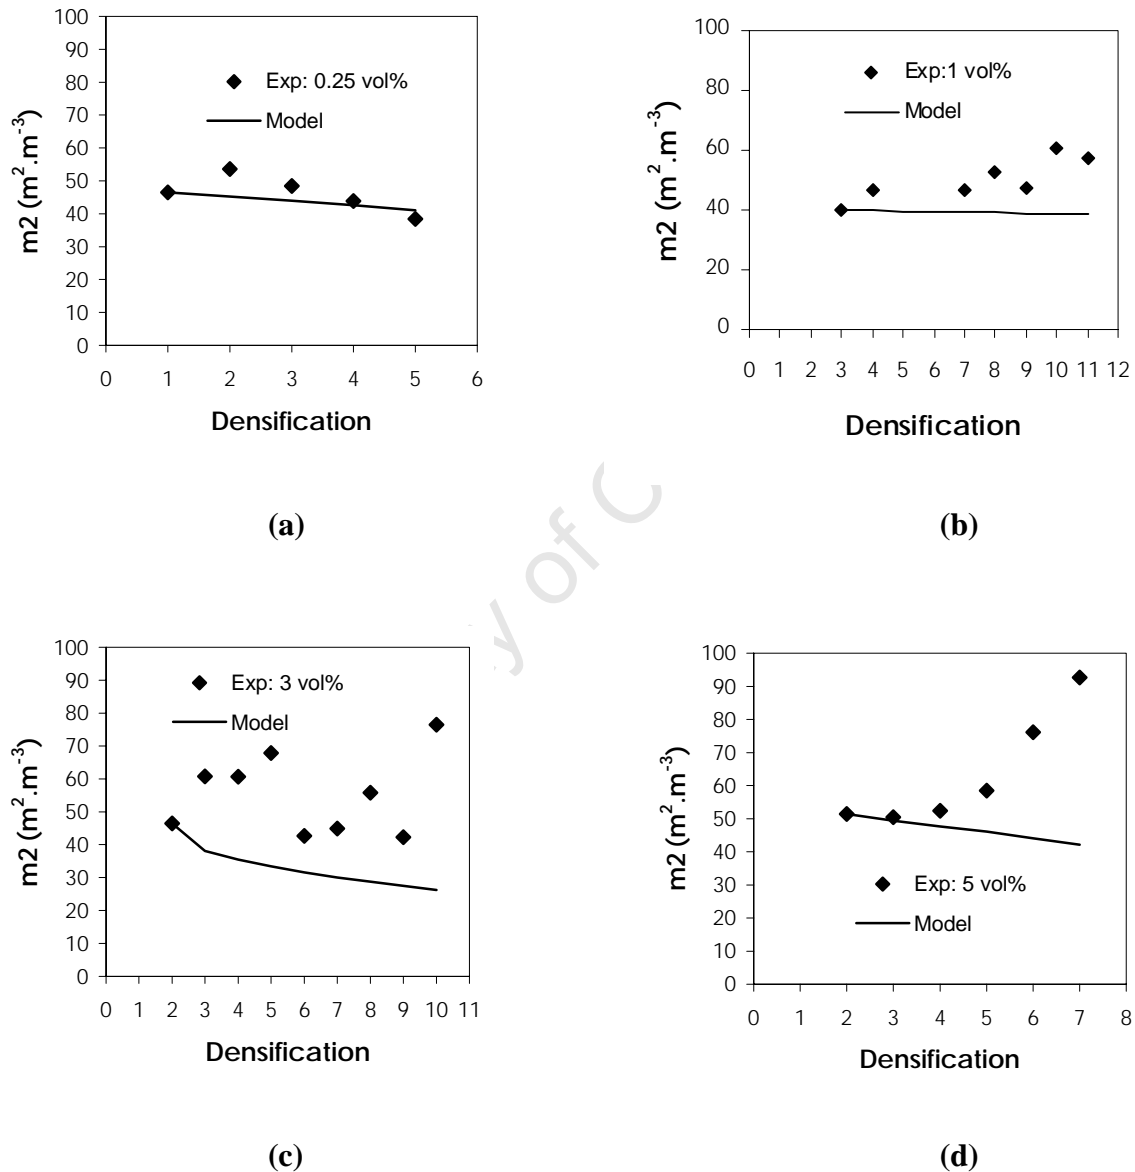 100
90
80
70
60
50
40
30
20
10
0
m2 (m².m⁻³)
Exp: 0.25 vol%
Model
0 1 2 3 4 5 6
Densification
(a)
100
80
60
40
20
0
m2 (m².m⁻³)
Exp:1 vol%
Model
0 1 2 3 4 5 6 7 8 9 10 11 12
Densification
(b)
y of C
100
90
80
70
60
50
40
30
20
10
0
m2 (m².m⁻³)
Exp: 3 vol%
Model
0 1 2 3 4 5 6 7 8 9 10 11
Densification
(c)
100
90
80
70
60
50
40
30
20
10
0
m2 (m².m⁻³)
Exp: 5 vol%
Model
0 1 2 3 4 5 6 7 8
Densification
(d)